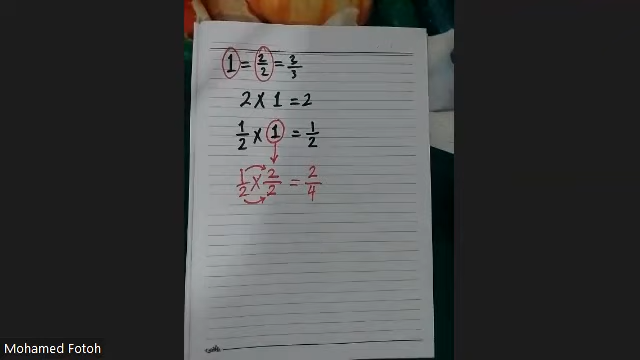 1 = 2/2 = 3/3
2 X 1 = 2
1/2 x 1 = 1/2
1/2 X 2/2 = 2/4
Mohamed Fotoh